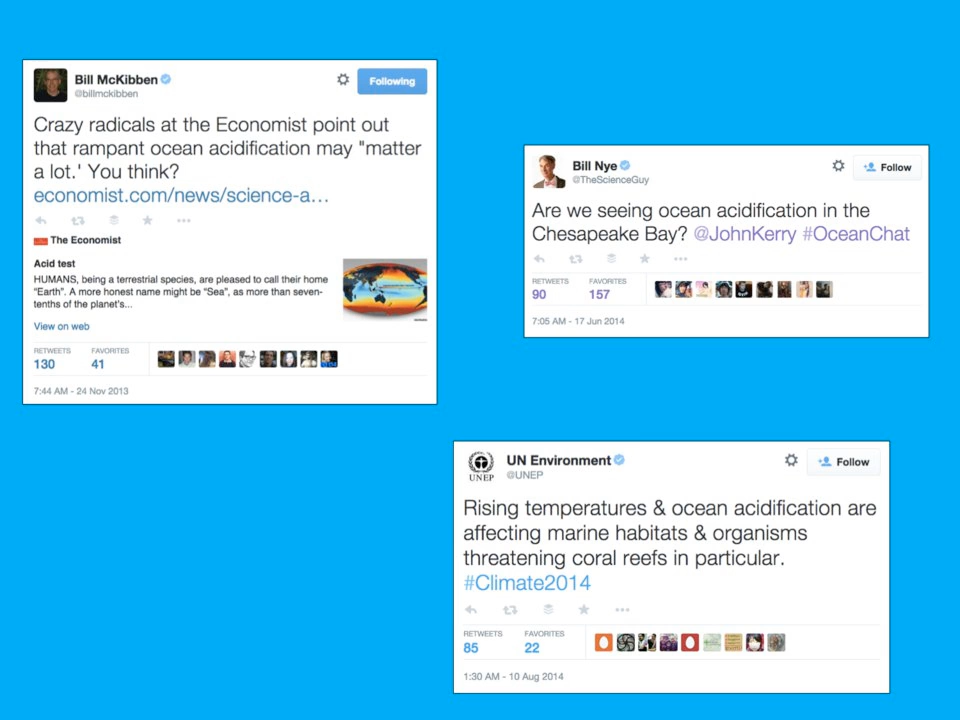 Bill McKibben
@billmckibben
Following
Crazy radicals at the Economist point out
that rampant ocean acidification may "matter
a lot.' You think?
economist.com/news/science-a…
The Economist
Acid test
HUMANS, being a terrestrial species, are pleased to call their home
"Earth". A more honest name might be "Sea", as more than seven-
tenths of the planet's...
View on web
RETWEETS FAVORITES
130 41
7:44 AM - 24 Nov 2013
Bill Nye
@TheScienceGuy
Follow
Are we seeing ocean acidification in the
Chesapeake Bay? @JohnKerry #OceanChat
RETWEETS FAVORITES
90 157
7:05 AM - 17 Jun 2014
UNEP
UN Environment
@UNEP
Follow
Rising temperatures & ocean acidification are
affecting marine habitats & organisms
threatening coral reefs in particular.
#Climate2014
RETWEETS FAVORITES
85 22
1:30 AM - 10 Aug 2014